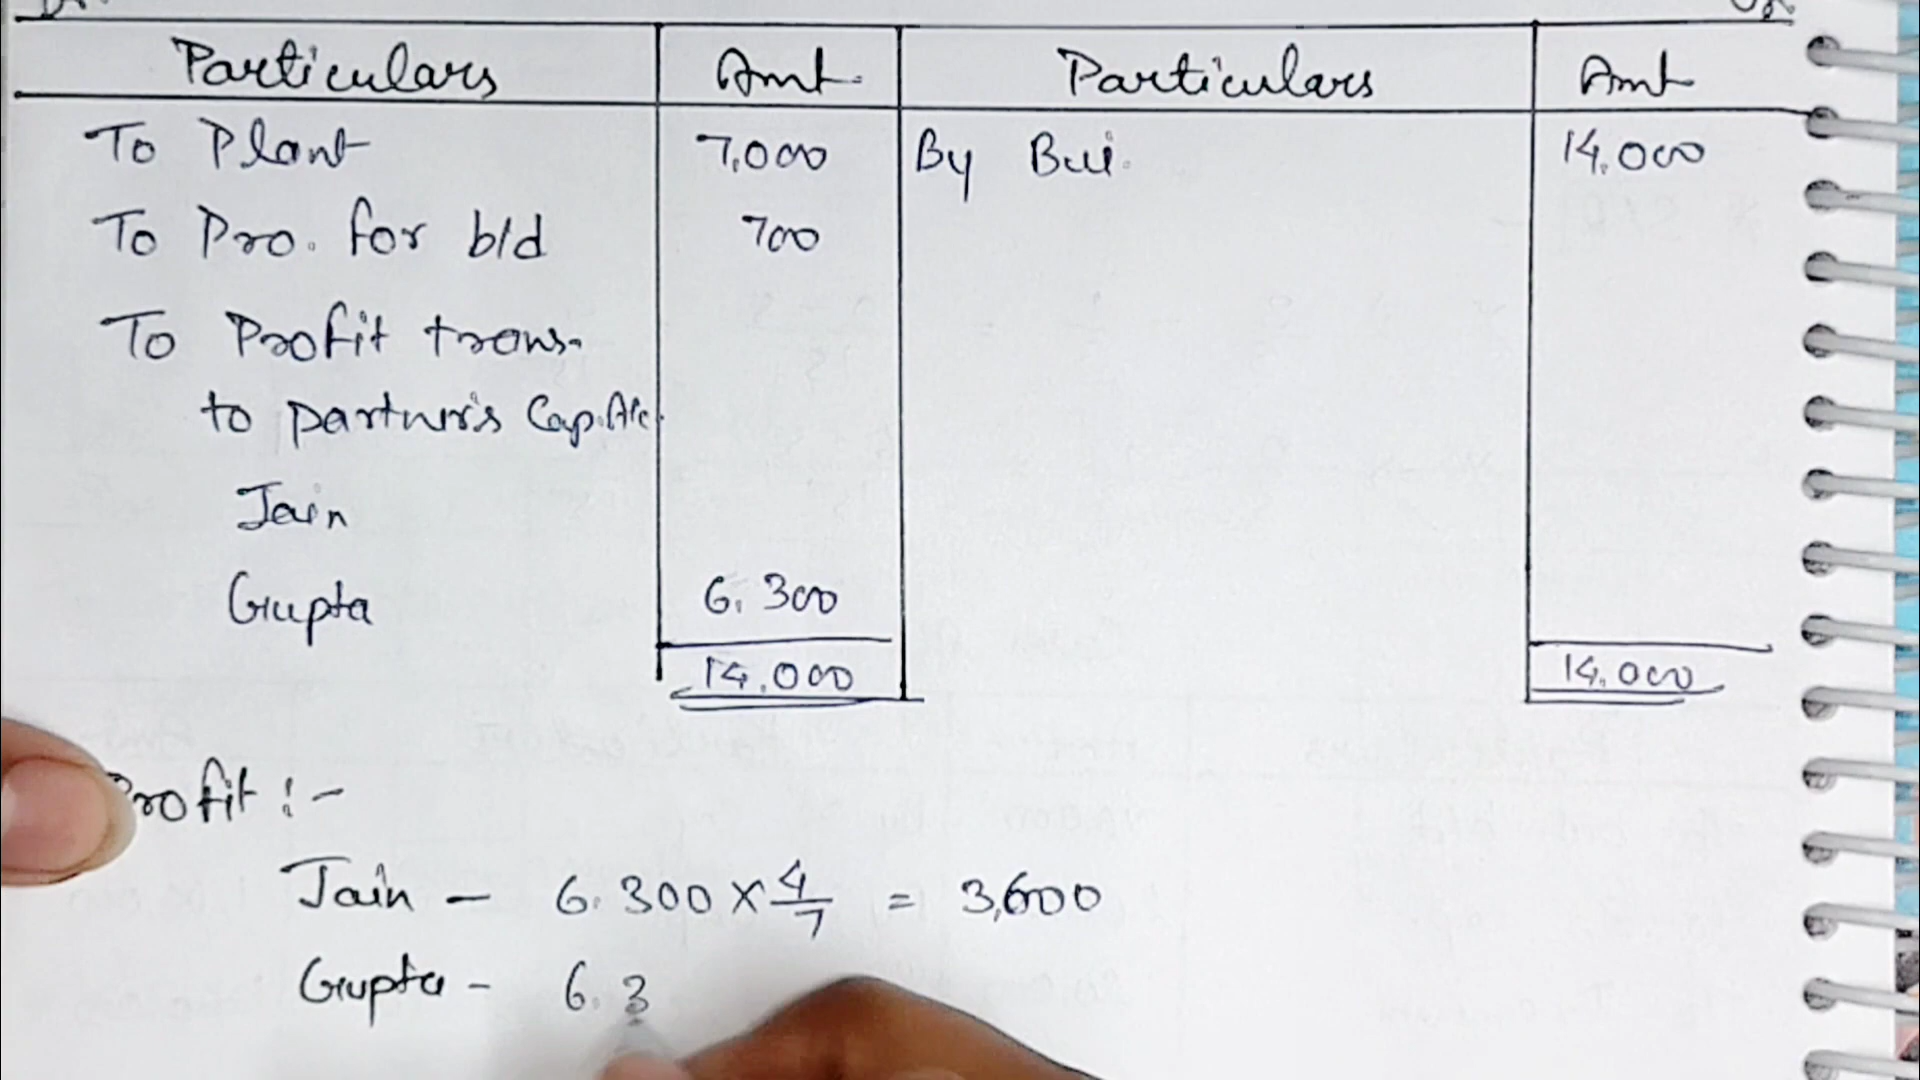 Particulars Amt. Particulars Amt
To Plant 7,000 By Bui. 14,000
To Pro. for b/d 700
To Profit trans.
to partner's Cap. A/c.
Jain
Gupta 6,300
14,000 14,000
Profit :-
Jain - 6,300 × 4/7 = 3,600
Gupta - 6,3